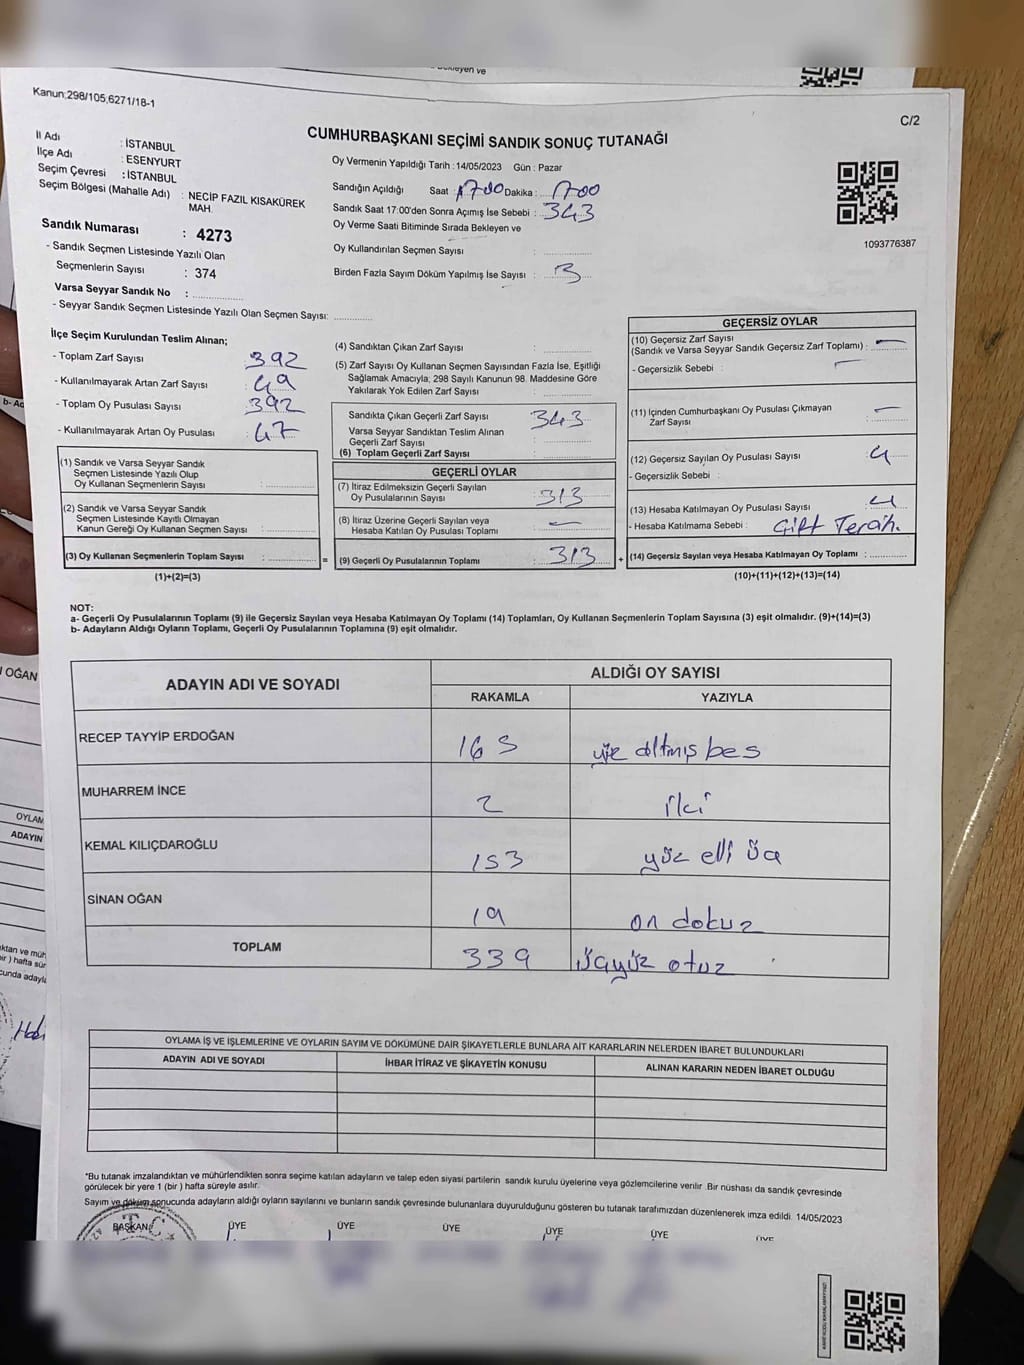 Kanun:298/105,6271/18-1
C/2
CUMHURBAŞKANI SEÇİMİ SANDIK SONUÇ TUTANAĞI
İl Adı : İSTANBUL
İlçe Adı : ESENYURT
Seçim Çevresi : İSTANBUL
Seçim Bölgesi (Mahalle Adı) : NECİP FAZIL KISAKÜREK MAH.
Sandık Numarası : 4273
- Sandık Seçmen Listesinde Yazılı Olan
Seçmenlerin Sayısı : 374
Varsa Seyyar Sandık No :
- Seyyar Sandık Seçmen Listesinde Yazılı Olan Seçmen Sayısı:
Oy Vermenin Yapıldığı Tarih : 14/05/2023 Gün : Pazar
Sandığın Açıldığı Saat : 1700 Dakika : 1700
Sandık Saat 17:00'den Sonra Açımış İse Sebebi : 343
Oy Verme Saati Bitiminde Sırada Bekleyen ve
Oy Kullandırılan Seçmen Sayısı :
Birden Fazla Sayım Döküm Yapılmış İse Sayısı : 3
1093776387
İlçe Seçim Kurulundan Teslim Alınan;
- Toplam Zarf Sayısı : 392
- Kullanılmayarak Artan Zarf Sayısı : 49
- Toplam Oy Pusulası Sayısı : 392
- Kullanılmayarak Artan Oy Pusulası : 47
(1) Sandık ve Varsa Seyyar Sandık
Seçmen Listesinde Yazılı Olup
Oy Kullanan Seçmenlerin Sayısı :
(2) Sandık ve Varsa Seyyar Sandık
Seçmen Listesinde Kayıtlı Olmayan
Kanun Gereği Oy Kullanan Seçmen Sayısı :
(3) Oy Kullanan Seçmenlerin Toplam Sayısı : =
(1)+(2)=(3)
(4) Sandıktan Çıkan Zarf Sayısı :
(5) Zarf Sayısı Oy Kullanan Seçmen Sayısından Fazla İse, Eşitliği
Sağlamak Amacıyla; 298 Sayılı Kanunun 98. Maddesine Göre
Yakılarak Yok Edilen Zarf Sayısı :
Sandıkta Çıkan Geçerli Zarf Sayısı : 343
Varsa Seyyar Sandıktan Teslim Alınan
Geçerli Zarf Sayısı :
(6) Toplam Geçerli Zarf Sayısı :
GEÇERLİ OYLAR
(7) İtiraz Edilmeksizin Geçerli Sayılan
Oy Pusulalarının Sayısı : 313
(8) İtiraz Üzerine Geçerli Sayılan veya
Hesaba Katılan Oy Pusulası Toplamı : —
(9) Geçerli Oy Pusulalarının Toplamı : 313 +
GEÇERSİZ OYLAR
(10) Geçersiz Zarf Sayısı
(Sandık ve Varsa Seyyar Sandık Geçersiz Zarf Toplamı) : —
- Geçersizlik Sebebi : —
(11) İçinden Cumhurbaşkanı Oy Pusulası Çıkmayan
Zarf Sayısı : —
(12) Geçersiz Sayılan Oy Pusulası Sayısı : 4
- Geçersizlik Sebebi :
(13) Hesaba Katılmayan Oy Pusulası Sayısı : 4
- Hesaba Katılmama Sebebi : Çift Tercih.
(14) Geçersiz Sayılan veya Hesaba Katılmayan Oy Toplamı :
(10)+(11)+(12)+(13)=(14)
NOT:
a- Geçerli Oy Pusulalarının Toplamı (9) ile Geçersiz Sayılan veya Hesaba Katılmayan Oy Toplamı (14) Toplamları, Oy Kullanan Seçmenlerin Toplam Sayısına (3) eşit olmalıdır. (9)+(14)=(3)
b- Adayların Aldığı Oyların Toplamı, Geçerli Oy Pusulalarının Toplamına (9) eşit olmalıdır.
ADAYIN ADI VE SOYADI
ALDIĞI OY SAYISI
RAKAMLA YAZIYLA
RECEP TAYYİP ERDOĞAN 165 yüz altmış beş
MUHARREM İNCE 2 iki
KEMAL KILIÇDAROĞLU 153 yüz elli üç
SİNAN OĞAN 19 on dokuz
TOPLAM 339 üçyüz otuz
OYLAMA İŞ VE İŞLEMLERİNE VE OYLARIN SAYIM VE DÖKÜMÜNE DAİR ŞİKAYETLERLE BUNLARA AİT KARARLARIN NELERDEN İBARET BULUNDUKLARI
ADAYIN ADI VE SOYADI İHBAR İTİRAZ VE ŞİKAYETİN KONUSU ALINAN KARARIN NEDEN İBARET OLDUĞU
*Bu tutanak imzalandıktan ve mühürlendikten sonra seçime katılan adayların ve talep eden siyasi partilerin sandık kurulu üyelerine veya gözlemcilerine verilir. Bir nüshası da sandık çevresinde
görülecek bir yere 1 (bir ) hafta süreyle asılır.
Sayım ve döküm sonucunda adayların aldığı oyların sayılarını ve bunların sandık çevresinde bulunanlara duyurulduğunu gösteren bu tutanak tarafımızdan düzenlenerek imza edildi. 14/05/2023
BAŞKAN ÜYE ÜYE ÜYE ÜYE ÜYE ÜYE